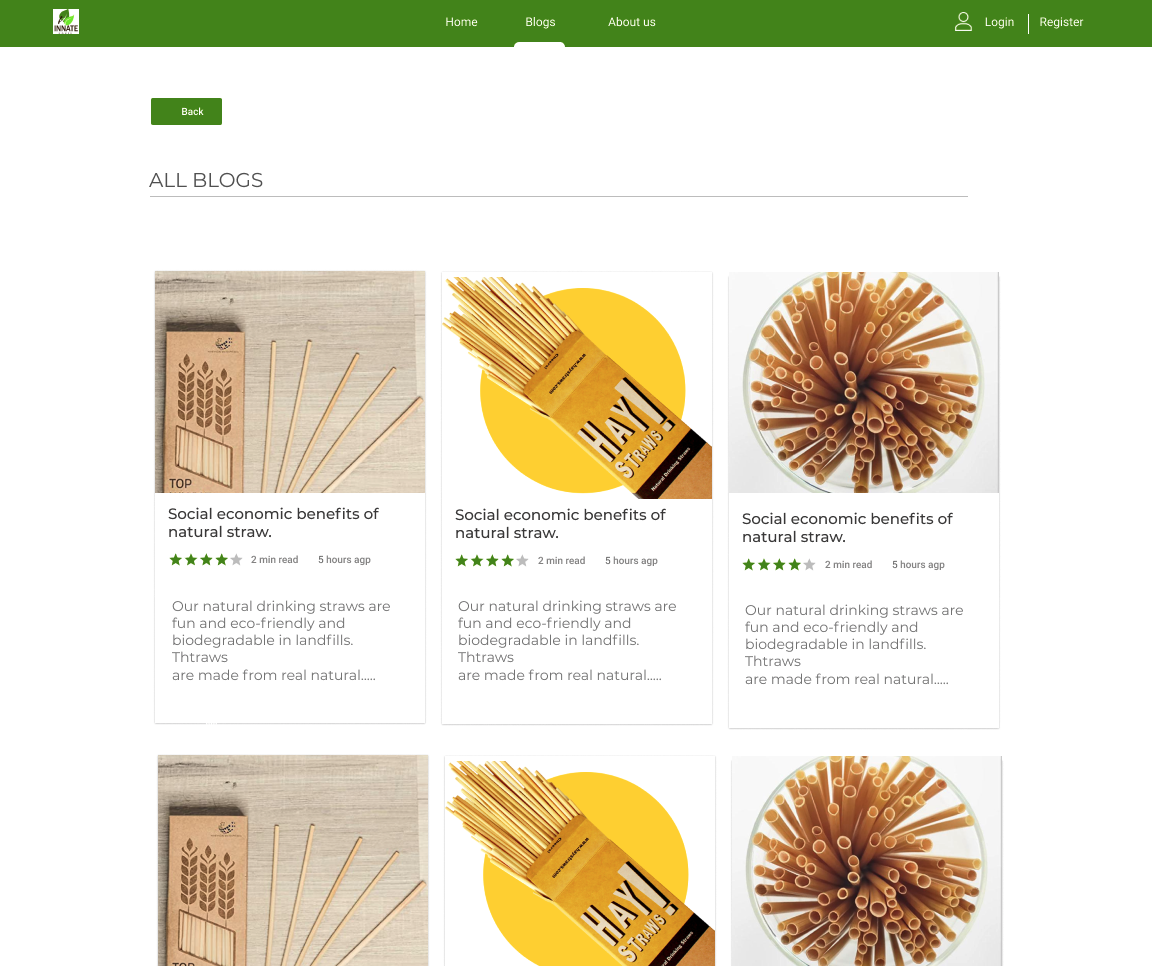 INNATE
Home Blogs About us Login Register
Back
ALL BLOGS
TOP
HAY!
STRAWS
Natural Drinking Straws
Social economic benefits of
natural straw.
2 min read 5 hours agp
Our natural drinking straws are
fun and eco-friendly and
biodegradable in landfills.
Thtraws
are made from real natural.....
Social economic benefits of
natural straw.
2 min read 5 hours agp
Our natural drinking straws are
fun and eco-friendly and
biodegradable in landfills.
Thtraws
are made from real natural.....
Social economic benefits of
natural straw.
2 min read 5 hours agp
Our natural drinking straws are
fun and eco-friendly and
biodegradable in landfills.
Thtraws
are made from real natural.....
TOP
HAY!
STRAWS
Natural Drinking Straws